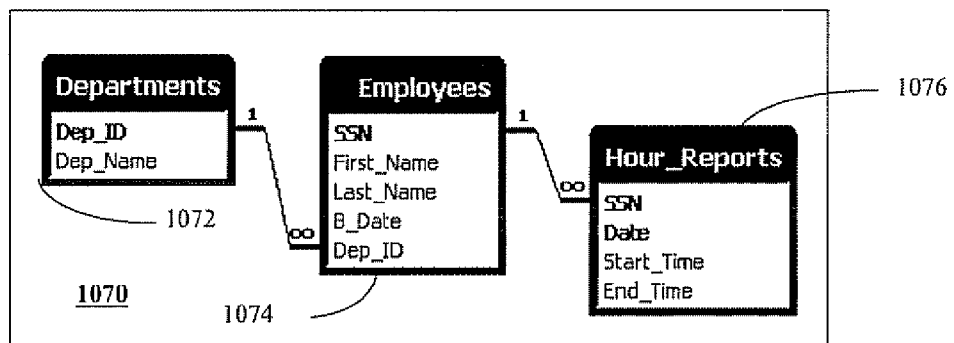 Departments
Dep_ID
Dep_Name
1
∞
1072
1070
Employees
SSN
First_Name
Last_Name
B_Date
Dep_ID
1
∞
1074
Hour_Reports
SSN
Date
Start_Time
End_Time
1076